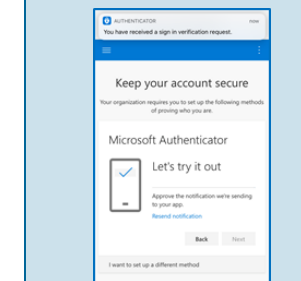 AUTHENTICATOR now
You have received a sign in verification request.
Keep your account secure
Your organization requires you to set up the following methods
of proving who you are.
Microsoft Authenticator
Let's try it out
Approve the notification we're sending
to your app.
Resend notification
Back Next
I want to set up a different method